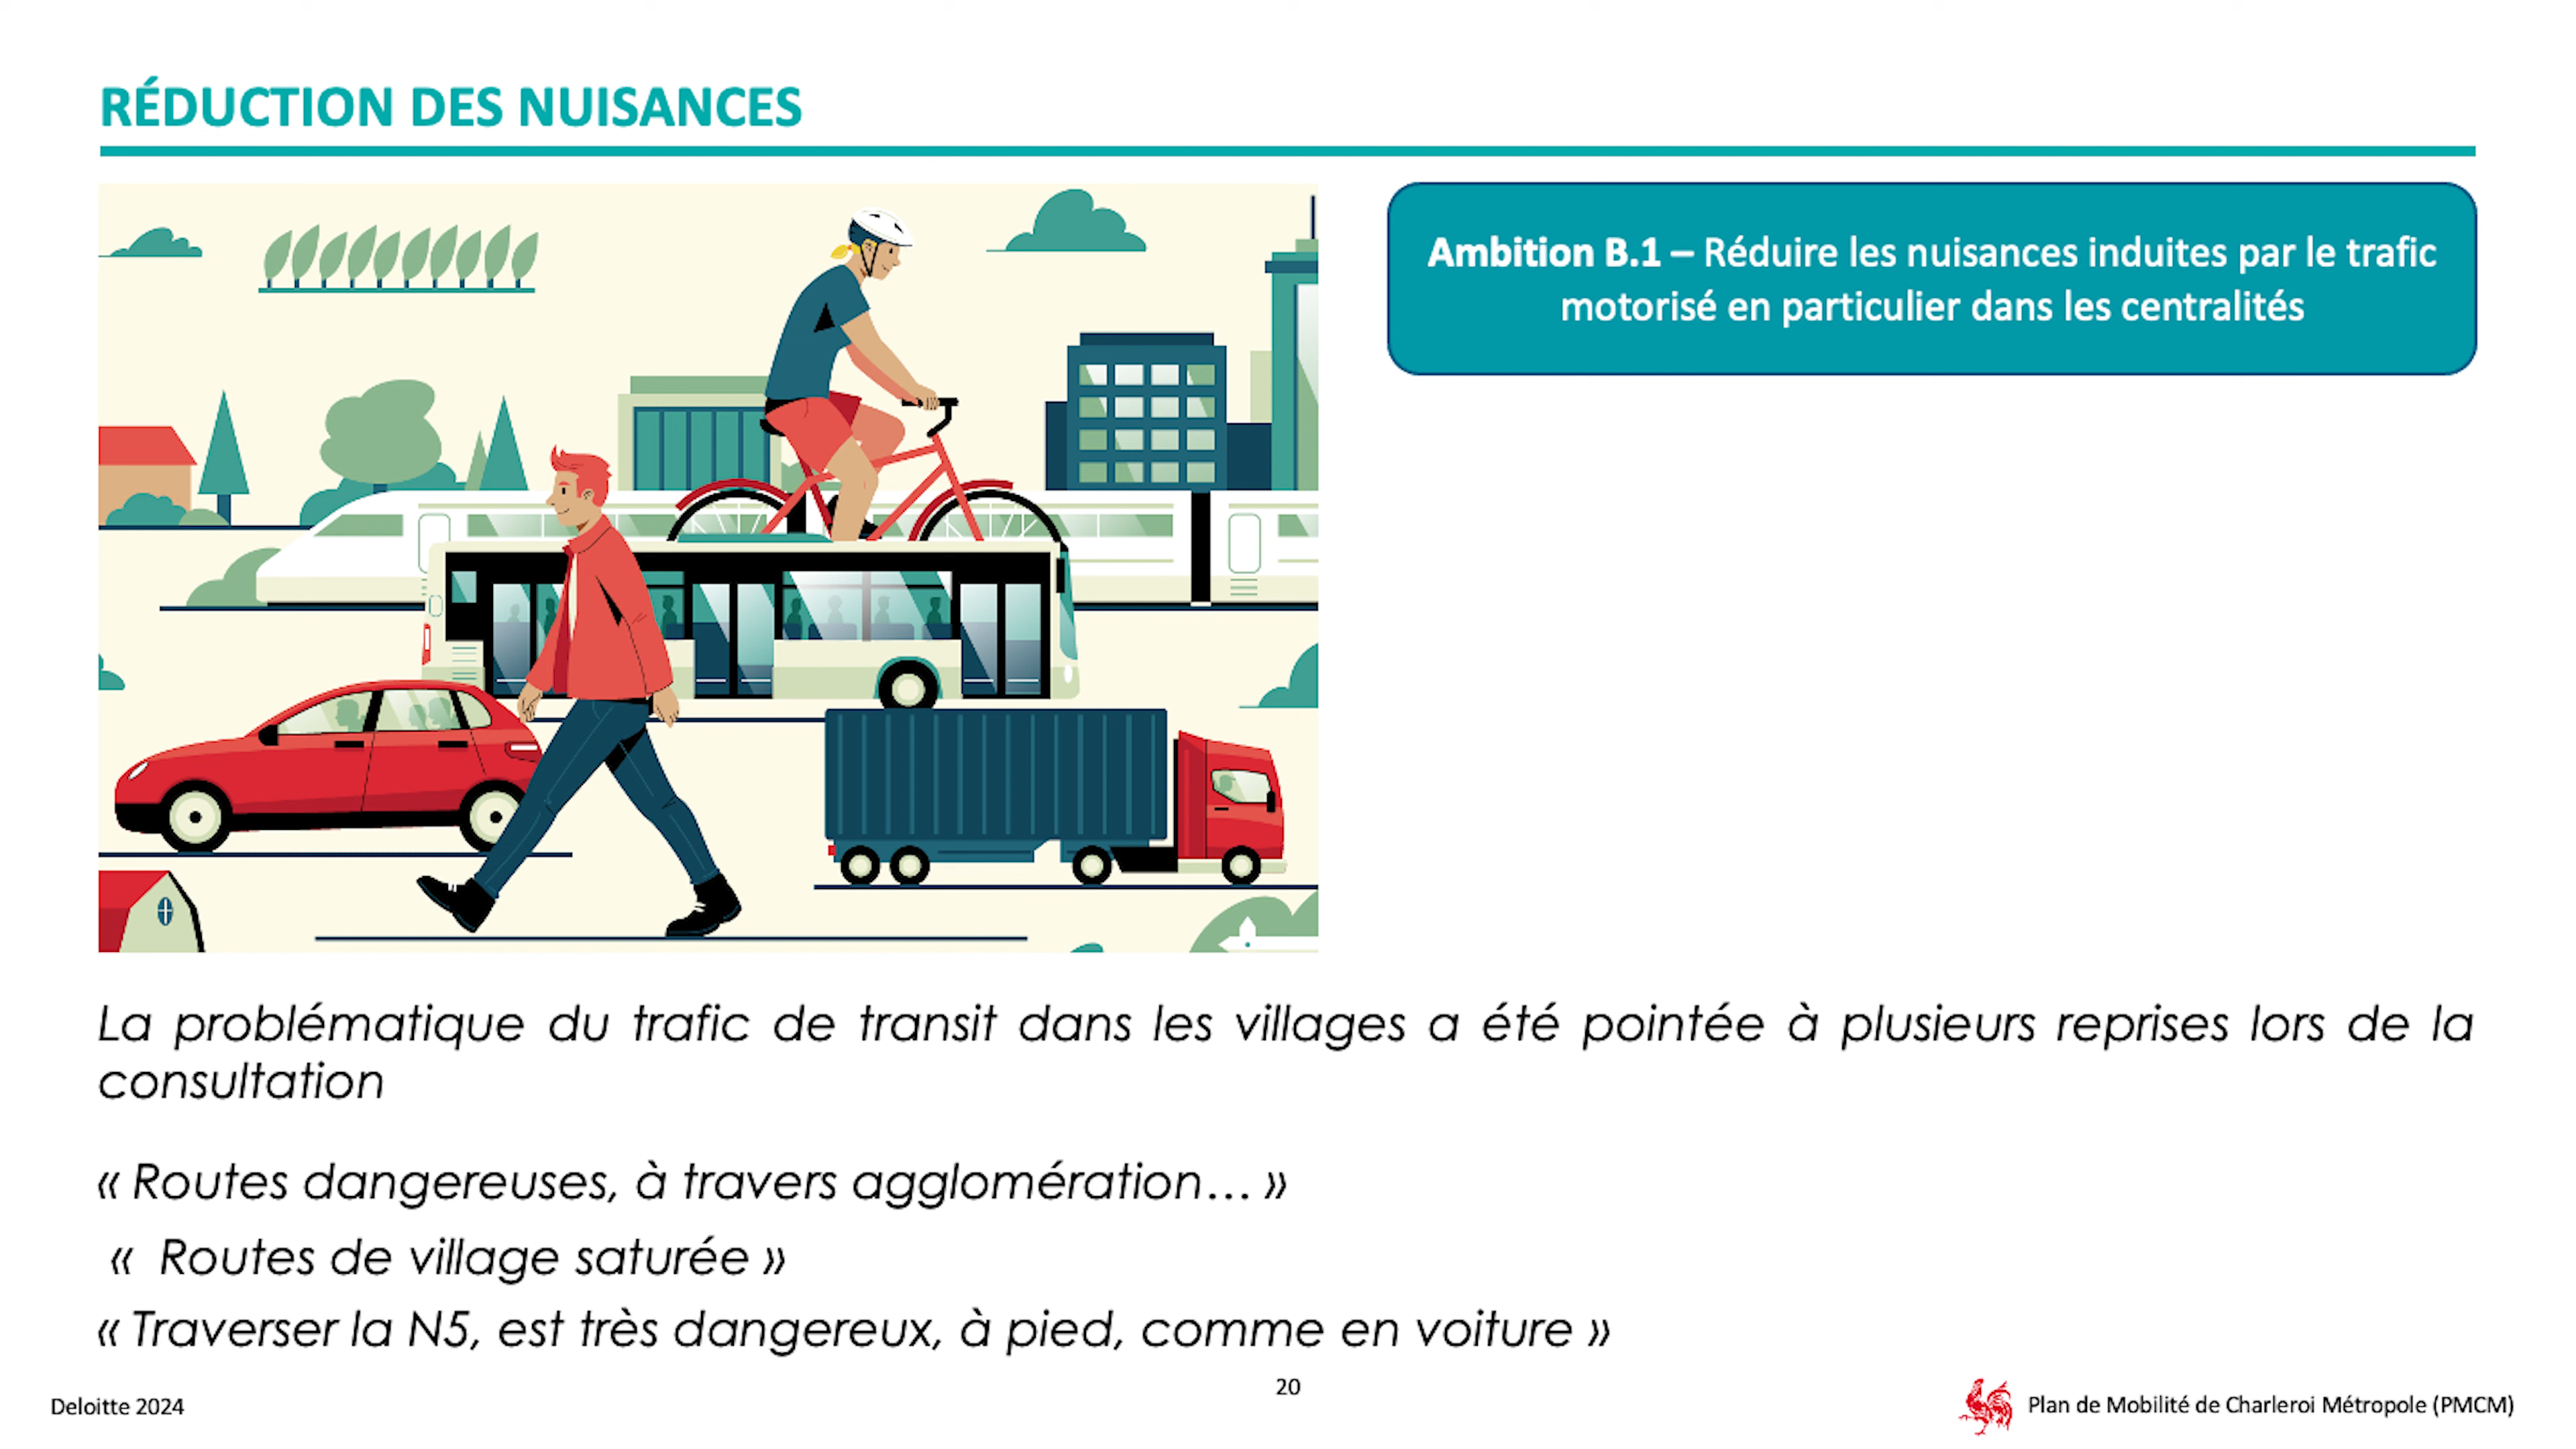 RÉDUCTION DES NUISANCES
Ambition B.1 – Réduire les nuisances induites par le trafic
motorisé en particulier dans les centralités
La problématique du trafic de transit dans les villages a été pointée à plusieurs reprises lors de la
consultation
« Routes dangereuses, à travers agglomération… »
«  Routes de village saturée »
« Traverser la N5, est très dangereux, à pied, comme en voiture »
20
Deloitte 2024
Plan de Mobilité de Charleroi Métropole (PMCM)